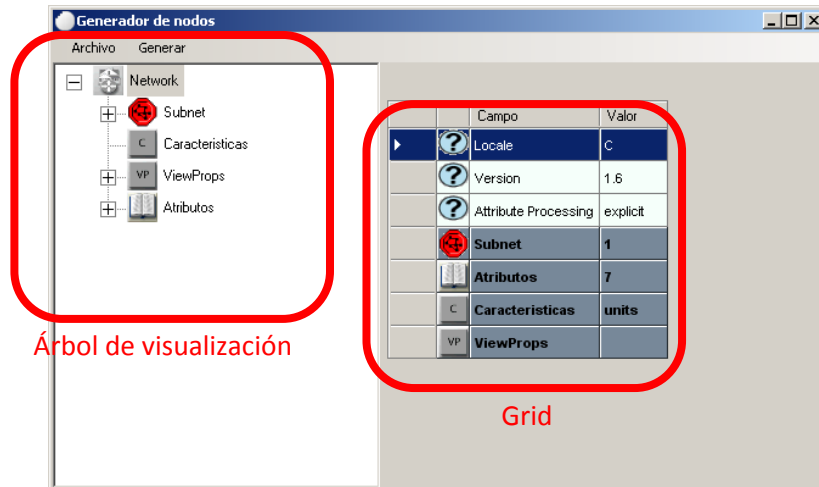 Generador de nodos
Archivo Generar
Network
Subnet
C Caracteristicas
VP ViewProps
Atributos
Árbol de visualización
Campo Valor
? Locale C
? Version 1.6
? Attribute Processing explicit
Subnet 1
Atributos 7
C Caracteristicas units
VP ViewProps
Grid